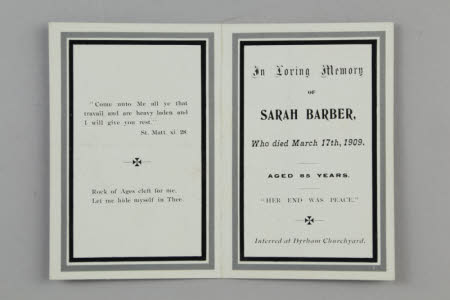 "Come unto Me all ye that
travail and are heavy laden and
I will give you rest."
St. Matt. xi 28
Rock of Ages cleft for me,
Let me hide myself in Thee.
In Loving Memory
OF
SARAH BARBER,
Who died March 17th, 1909.
AGED 85 YEARS.
"HER END WAS PEACE."
Interred at Dyrham Churchyard.